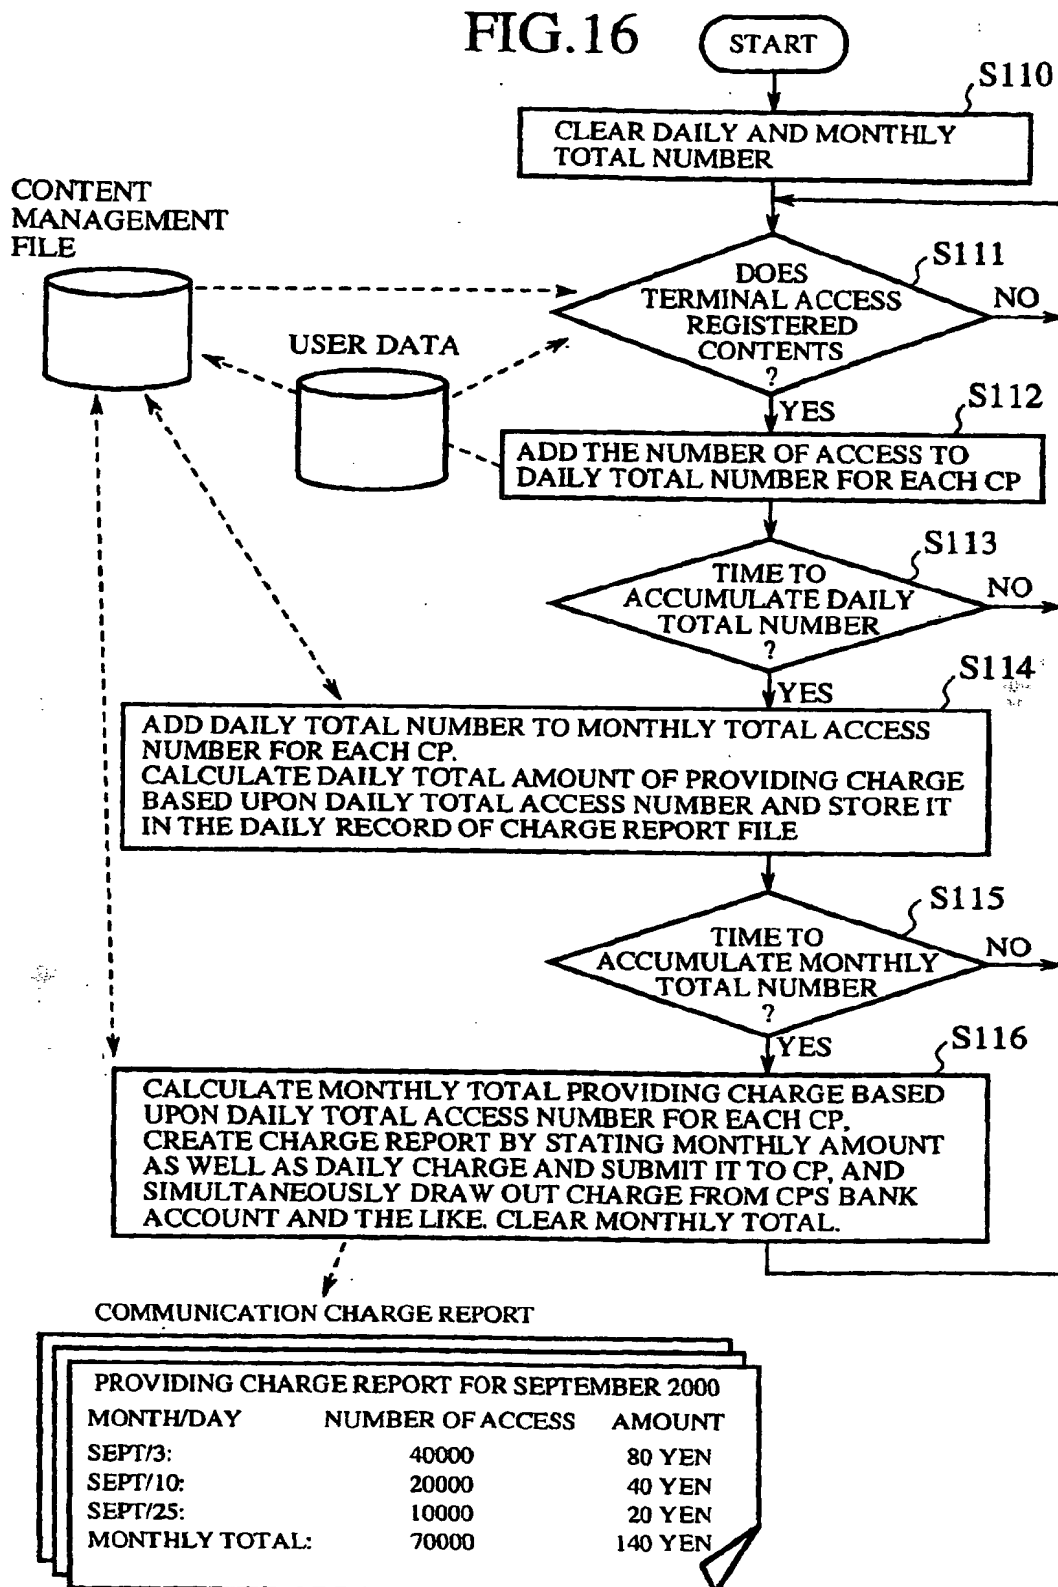 FIG.16
START
S110
CLEAR DAILY AND MONTHLY
TOTAL NUMBER
CONTENT
MANAGEMENT
FILE
S111
DOES
TERMINAL ACCESS
REGISTERED
CONTENTS
?
NO
USER DATA
YES
S112
ADD THE NUMBER OF ACCESS TO
DAILY TOTAL NUMBER FOR EACH CP
S113
TIME TO
ACCUMULATE DAILY
TOTAL NUMBER
?
NO
YES
S114
ADD DAILY TOTAL NUMBER TO MONTHLY TOTAL ACCESS
NUMBER FOR EACH CP.
CALCULATE DAILY TOTAL AMOUNT OF PROVIDING CHARGE
BASED UPON DAILY TOTAL ACCESS NUMBER AND STORE IT
IN THE DAILY RECORD OF CHARGE REPORT FILE
S115
TIME TO
ACCUMULATE MONTHLY
TOTAL NUMBER
?
NO
YES
S116
CALCULATE MONTHLY TOTAL PROVIDING CHARGE BASED
UPON DAILY TOTAL ACCESS NUMBER FOR EACH CP,
CREATE CHARGE REPORT BY STATING MONTHLY AMOUNT
AS WELL AS DAILY CHARGE AND SUBMIT IT TO CP, AND
SIMULTANEOUSLY DRAW OUT CHARGE FROM CP'S BANK
ACCOUNT AND THE LIKE. CLEAR MONTHLY TOTAL.
COMMUNICATION CHARGE REPORT
PROVIDING CHARGE REPORT FOR SEPTEMBER 2000
MONTH/DAY NUMBER OF ACCESS AMOUNT
SEPT/3: 40000 80 YEN
SEPT/10: 20000 40 YEN
SEPT/25: 10000 20 YEN
MONTHLY TOTAL: 70000 140 YEN